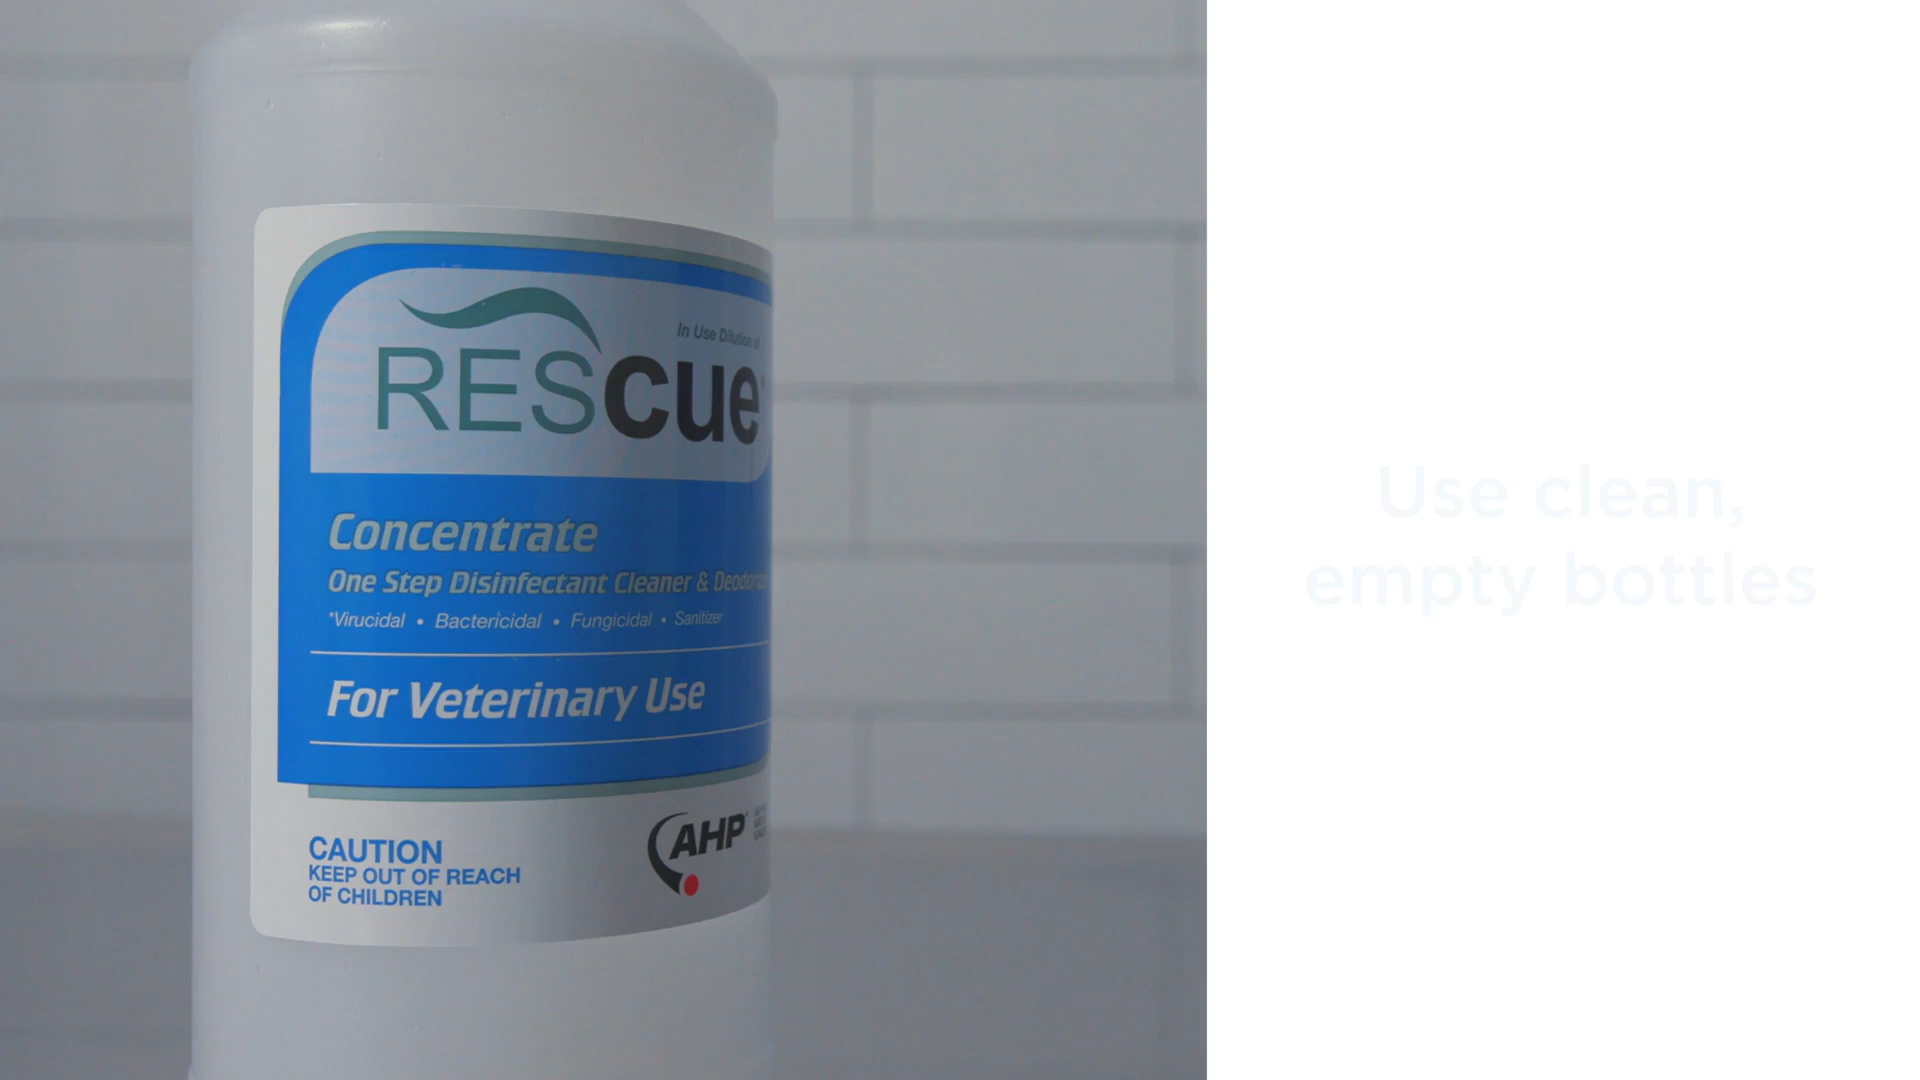 In Use Dilution of
REScue
Concentrate
One Step Disinfectant Cleaner &
*Virucidal • Bactericidal • Fungicidal • Sanitizer
For Veterinary Use
CAUTION
KEEP OUT OF REACH
OF CHILDREN
AHP
Use clean,
empty bottles